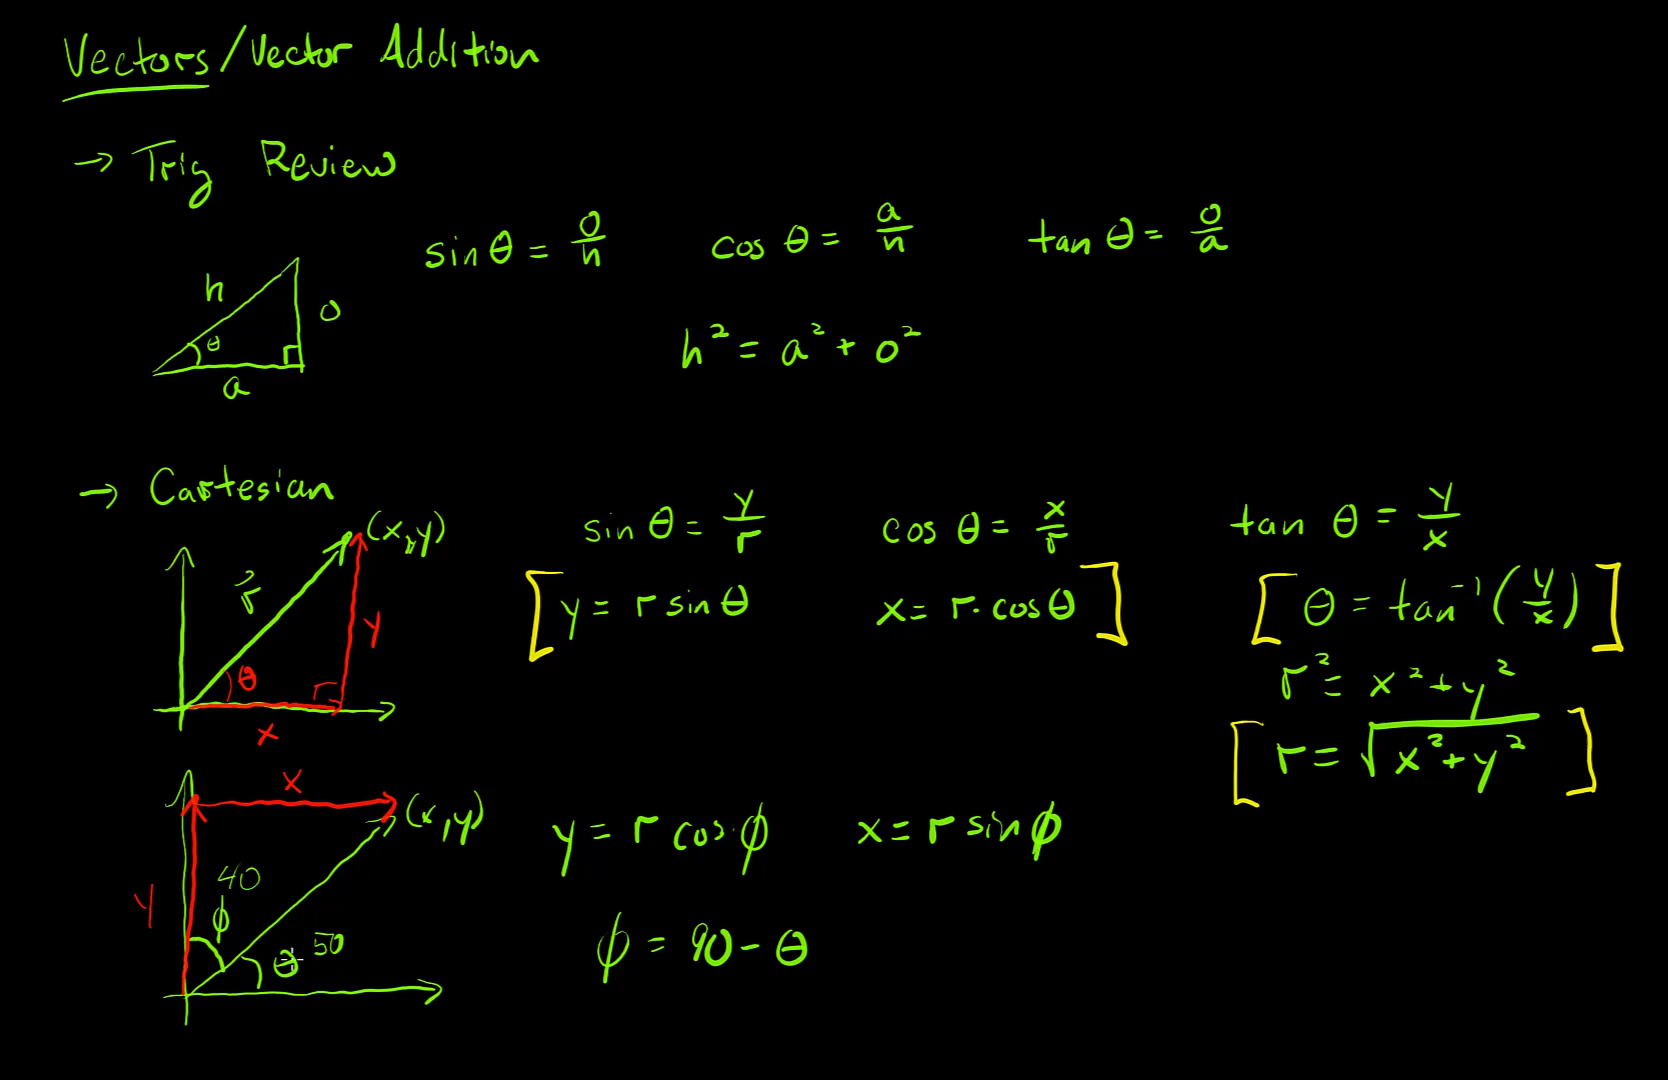 Vectors/Vector Addition
→ Trig Review
sin θ = o/h
cos θ = a/h
tan θ = o/a
h
o
θ
a
h² = a² + o²
→ Cartesian
(x,y)
r⃗
y
θ
x
sin θ = y/r
cos θ = x/r
tan θ = y/x
[y = r sin θ
x = r · cos θ]
[θ = tan⁻¹(y/x)]
r² = x² + y²
[r = √x² + y²]
x
(x,y)
y
40
ϕ
θ
50
y = r cos · ϕ
x = r sin ϕ
ϕ = 90 - θ